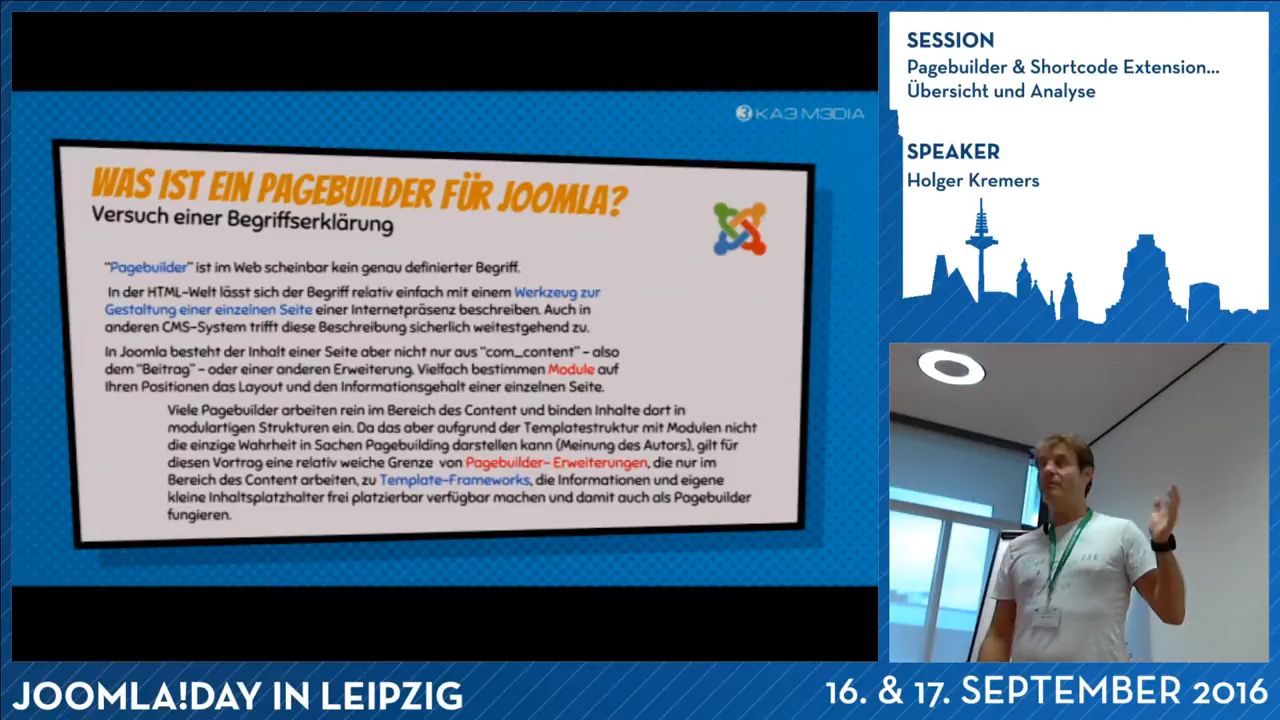 KA3 M3DIA
WAS IST EIN PAGEBUILDER FÜR JOOMLA?
Versuch einer Begriffserklärung
"Pagebuilder" ist im Web scheinbar kein genau definierter Begriff.
In der HTML-Welt lässt sich der Begriff relativ einfach mit einem Werkzeug zur
Gestaltung einer einzelnen Seite einer Internetpräsenz beschreiben. Auch in
anderen CMS-System trifft diese Beschreibung sicherlich weitestgehend zu.
In Joomla besteht der Inhalt einer Seite aber nicht nur aus "com_content" - also
dem "Beitrag" - oder einer anderen Erweiterung. Vielfach bestimmen Module auf
Ihren Positionen das Layout und den Informationsgehalt einer einzelnen Seite.
Viele Pagebuilder arbeiten rein im Bereich des Content und binden Inhalte dort in
modulartigen Strukturen ein. Da das aber aufgrund der Templatestruktur mit Modulen nicht
die einzige Wahrheit in Sachen Pagebuilding darstellen kann (Meinung des Autors), gilt für
diesen Vortrag eine relativ weiche Grenze von Pagebuilder- Erweiterungen, die nur im
Bereich des Content arbeiten, zu Template-Frameworks, die Informationen und eigene
kleine Inhaltsplatzhalter frei platzierbar verfügbar machen und damit auch als Pagebuilder
fungieren.
SESSION
Pagebuilder & Shortcode Extension...
Übersicht und Analyse
SPEAKER
Holger Kremers
JOOMLA!DAY IN LEIPZIG
16. & 17. SEPTEMBER 2016